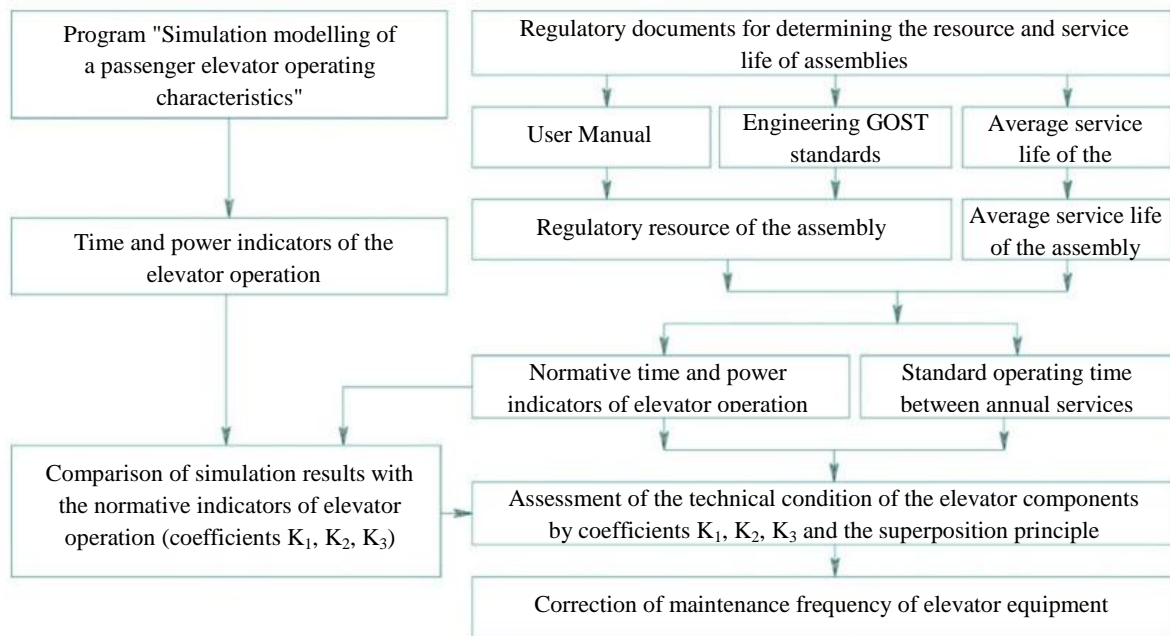 Program "Simulation modelling of
a passenger elevator operating
characteristics"
Regulatory documents for determining the resource and service
life of assemblies
User Manual
Engineering GOST
standards
Average service
life of the
Regulatory resource of the assembly
Average service life
of the assembly
Time and power indicators of the
elevator operation
Normative time and power
indicators of elevator operation
Standard operating time
between annual services
Comparison of simulation results with
the normative indicators of elevator
operation (coefficients K₁, K₂, K₃)
Assessment of the technical condition of the elevator components
by coefficients K₁, K₂, K₃ and the superposition principle
Correction of maintenance frequency of elevator equipment